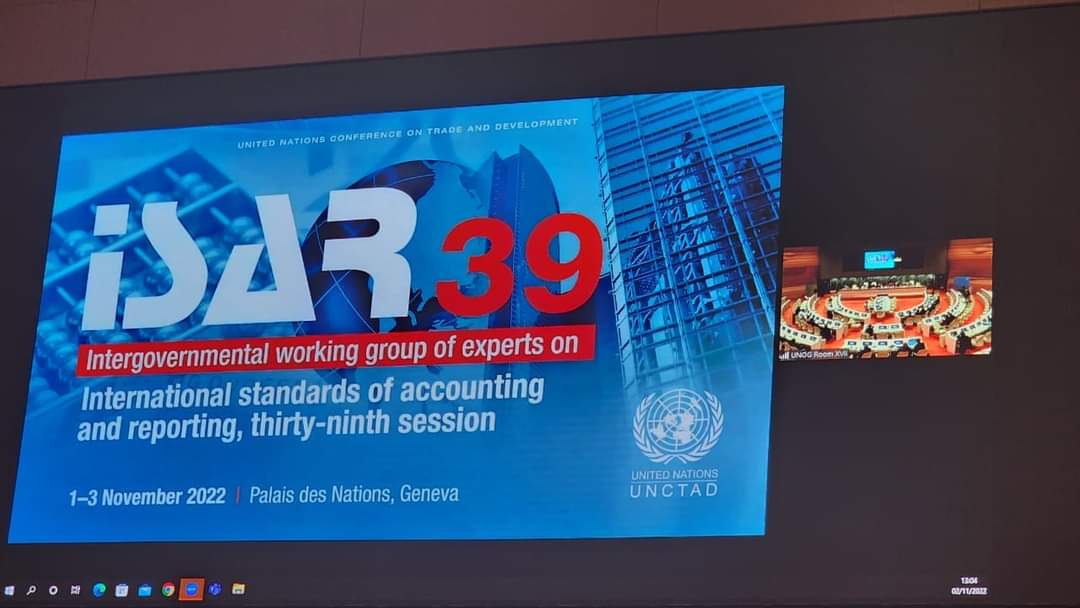 UNITED NATIONS CONFERENCE ON TRADE AND DEVELOPMENT
iSAR 39
Intergovernmental working group of experts on
International standards of accounting
and reporting, thirty-ninth session
1–3 November 2022 | Palais des Nations, Geneva
UNITED NATIONS
UNCTAD
UNOG Room XVII
13:04
02/11/2022